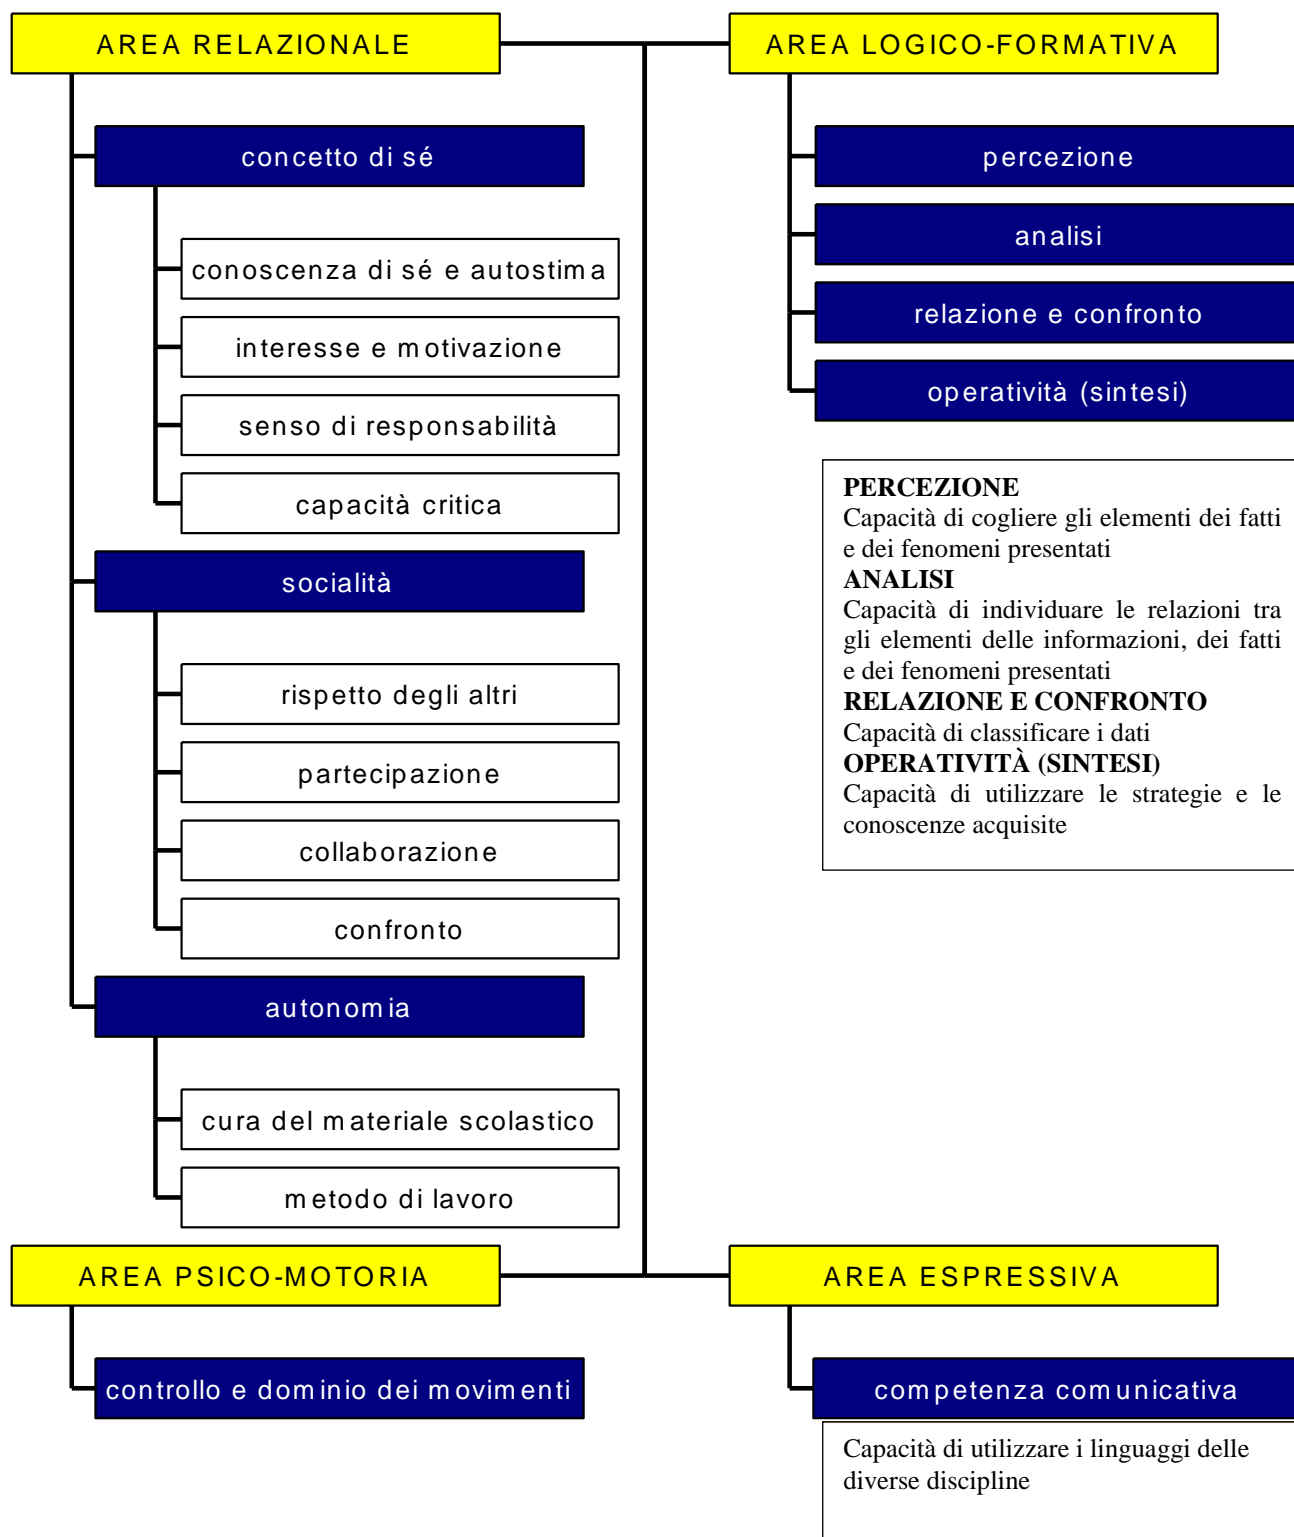 AREA RELAZIONALE
concetto di sé
conoscenza di sé e autostima
interesse e motivazione
senso di responsabilità
capacità critica
socialità
rispetto degli altri
partecipazione
collaborazione
confronto
autonomia
cura del materiale scolastico
metodo di lavoro
AREA LOGICO-FORMATIVA
percezione
analisi
relazione e confronto
operatività (sintesi)
PERCEZIONE
Capacità di cogliere gli elementi dei fatti
e dei fenomeni presentati
ANALISI
Capacità di individuare le relazioni tra
gli elementi delle informazioni, dei fatti
e dei fenomeni presentati
RELAZIONE E CONFRONTO
Capacità di classificare i dati
OPERATIVITÀ (SINTESI)
Capacità di utilizzare le strategie e le
conoscenze acquisite
AREA PSICO-MOTORIA
controllo e dominio dei movimenti
AREA ESPRESSIVA
competenza comunicativa
Capacità di utilizzare i linguaggi delle
diverse discipline